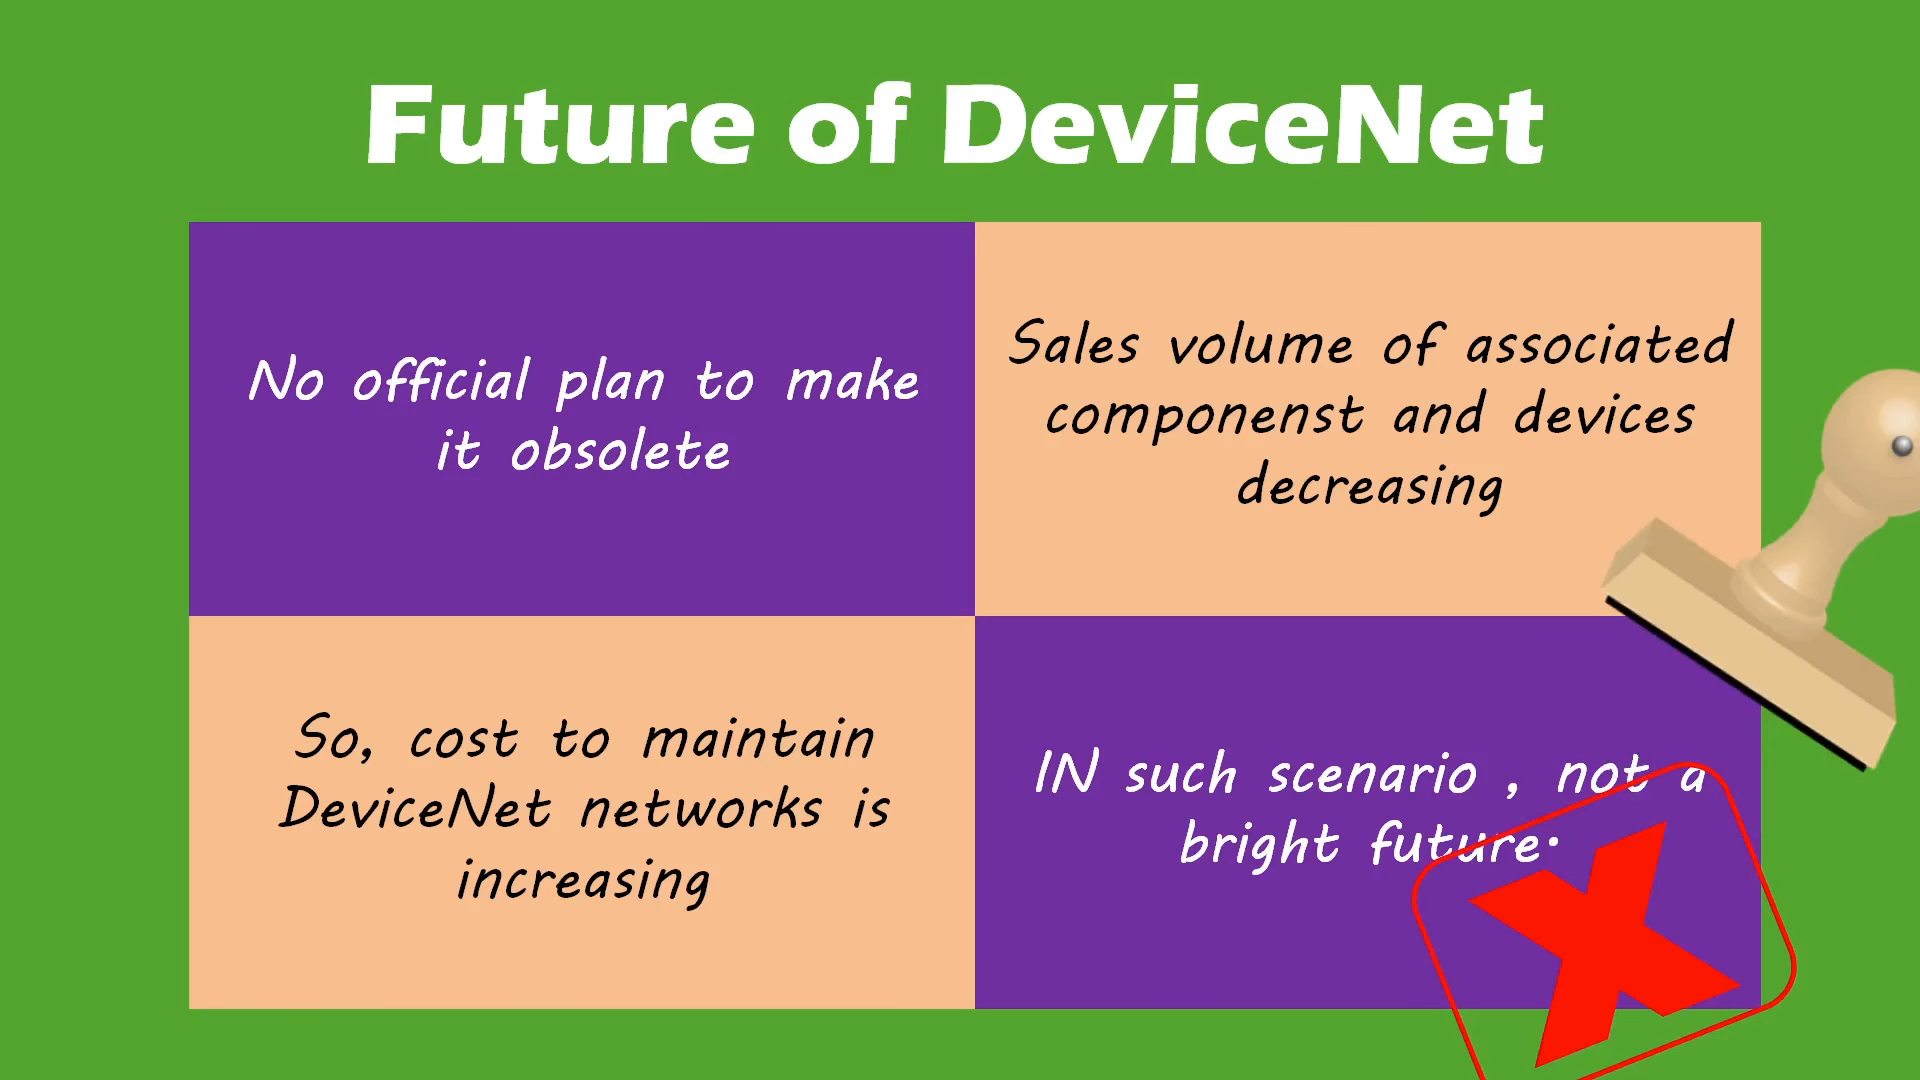 Future of DeviceNet
No official plan to make
it obsolete
Sales volume of associated
componenst and devices
decreasing
So, cost to maintain
DeviceNet networks is
increasing
IN such scenario , not a
bright future.